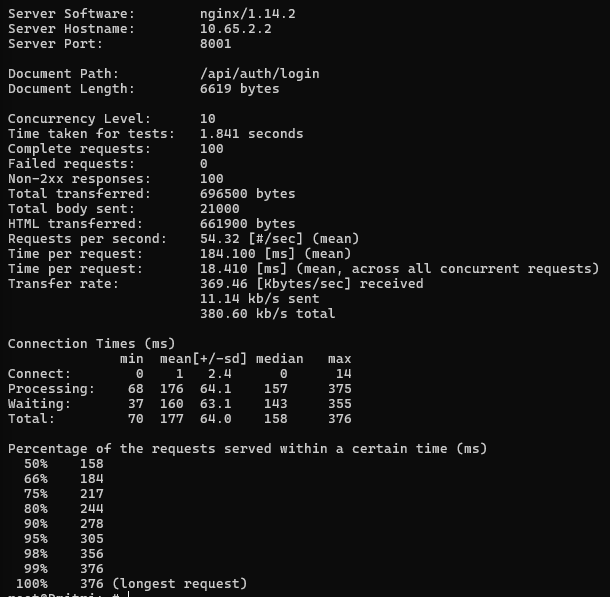 Server Software:        nginx/1.14.2
Server Hostname:        10.65.2.2
Server Port:            8001

Document Path:          /api/auth/login
Document Length:        6619 bytes

Concurrency Level:      10
Time taken for tests:   1.841 seconds
Complete requests:      100
Failed requests:        0
Non-2xx responses:      100
Total transferred:      696500 bytes
Total body sent:        21000
HTML transferred:       661900 bytes
Requests per second:    54.32 [#/sec] (mean)
Time per request:       184.100 [ms] (mean)
Time per request:       18.410 [ms] (mean, across all concurrent requests)
Transfer rate:          369.46 [Kbytes/sec] received
                        11.14 kb/s sent
                        380.60 kb/s total

Connection Times (ms)
              min  mean[+/-sd] median   max
Connect:        0    1   2.4      0      14
Processing:    68  176  64.1    157     375
Waiting:       37  160  63.1    143     355
Total:         70  177  64.0    158     376

Percentage of the requests served within a certain time (ms)
  50%    158
  66%    184
  75%    217
  80%    244
  90%    278
  95%    305
  98%    356
  99%    376
 100%    376 (longest request)